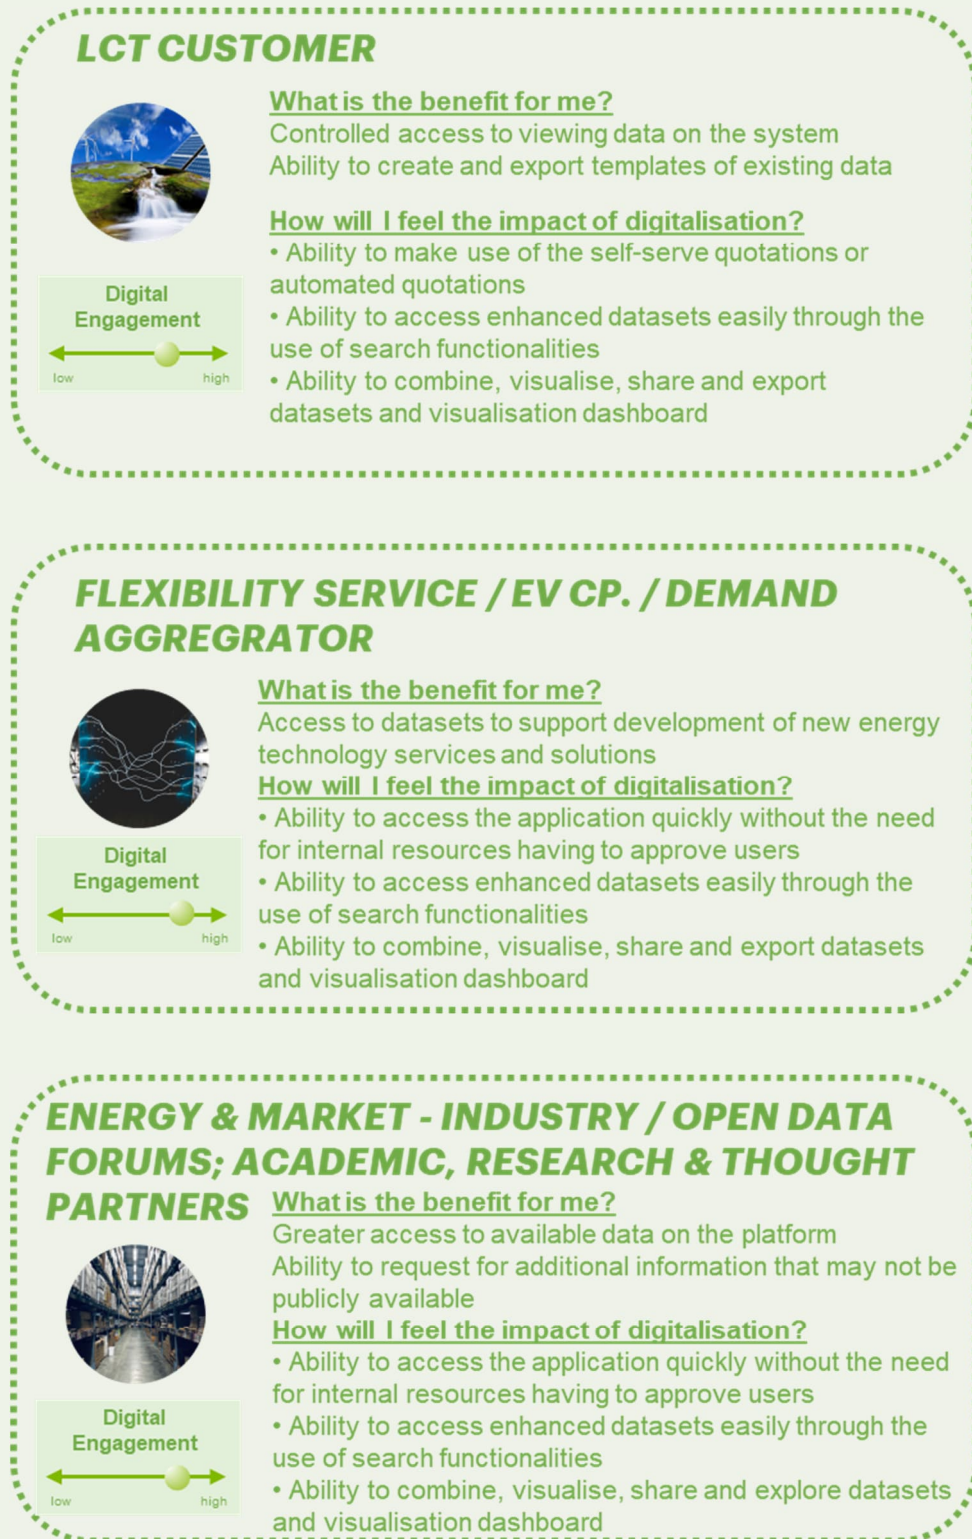 LCT CUSTOMER
What is the benefit for me?
Controlled access to viewing data on the system
Ability to create and export templates of existing data
How will I feel the impact of digitalisation?
• Ability to make use of the self-serve quotations or
automated quotations
• Ability to access enhanced datasets easily through the
use of search functionalities
• Ability to combine, visualise, share and export
datasets and visualisation dashboard
Digital
Engagement
low high
FLEXIBILITY SERVICE / EV CP. / DEMAND
AGGREGRATOR
What is the benefit for me?
Access to datasets to support development of new energy
technology services and solutions
How will I feel the impact of digitalisation?
• Ability to access the application quickly without the need
for internal resources having to approve users
• Ability to access enhanced datasets easily through the
use of search functionalities
• Ability to combine, visualise, share and export datasets
and visualisation dashboard
Digital
Engagement
low high
ENERGY & MARKET - INDUSTRY / OPEN DATA
FORUMS; ACADEMIC, RESEARCH & THOUGHT
PARTNERS
What is the benefit for me?
Greater access to available data on the platform
Ability to request for additional information that may not be
publicly available
How will I feel the impact of digitalisation?
• Ability to access the application quickly without the need
for internal resources having to approve users
• Ability to access enhanced datasets easily through the
use of search functionalities
• Ability to combine, visualise, share and explore datasets
and visualisation dashboard
Digital
Engagement
low high